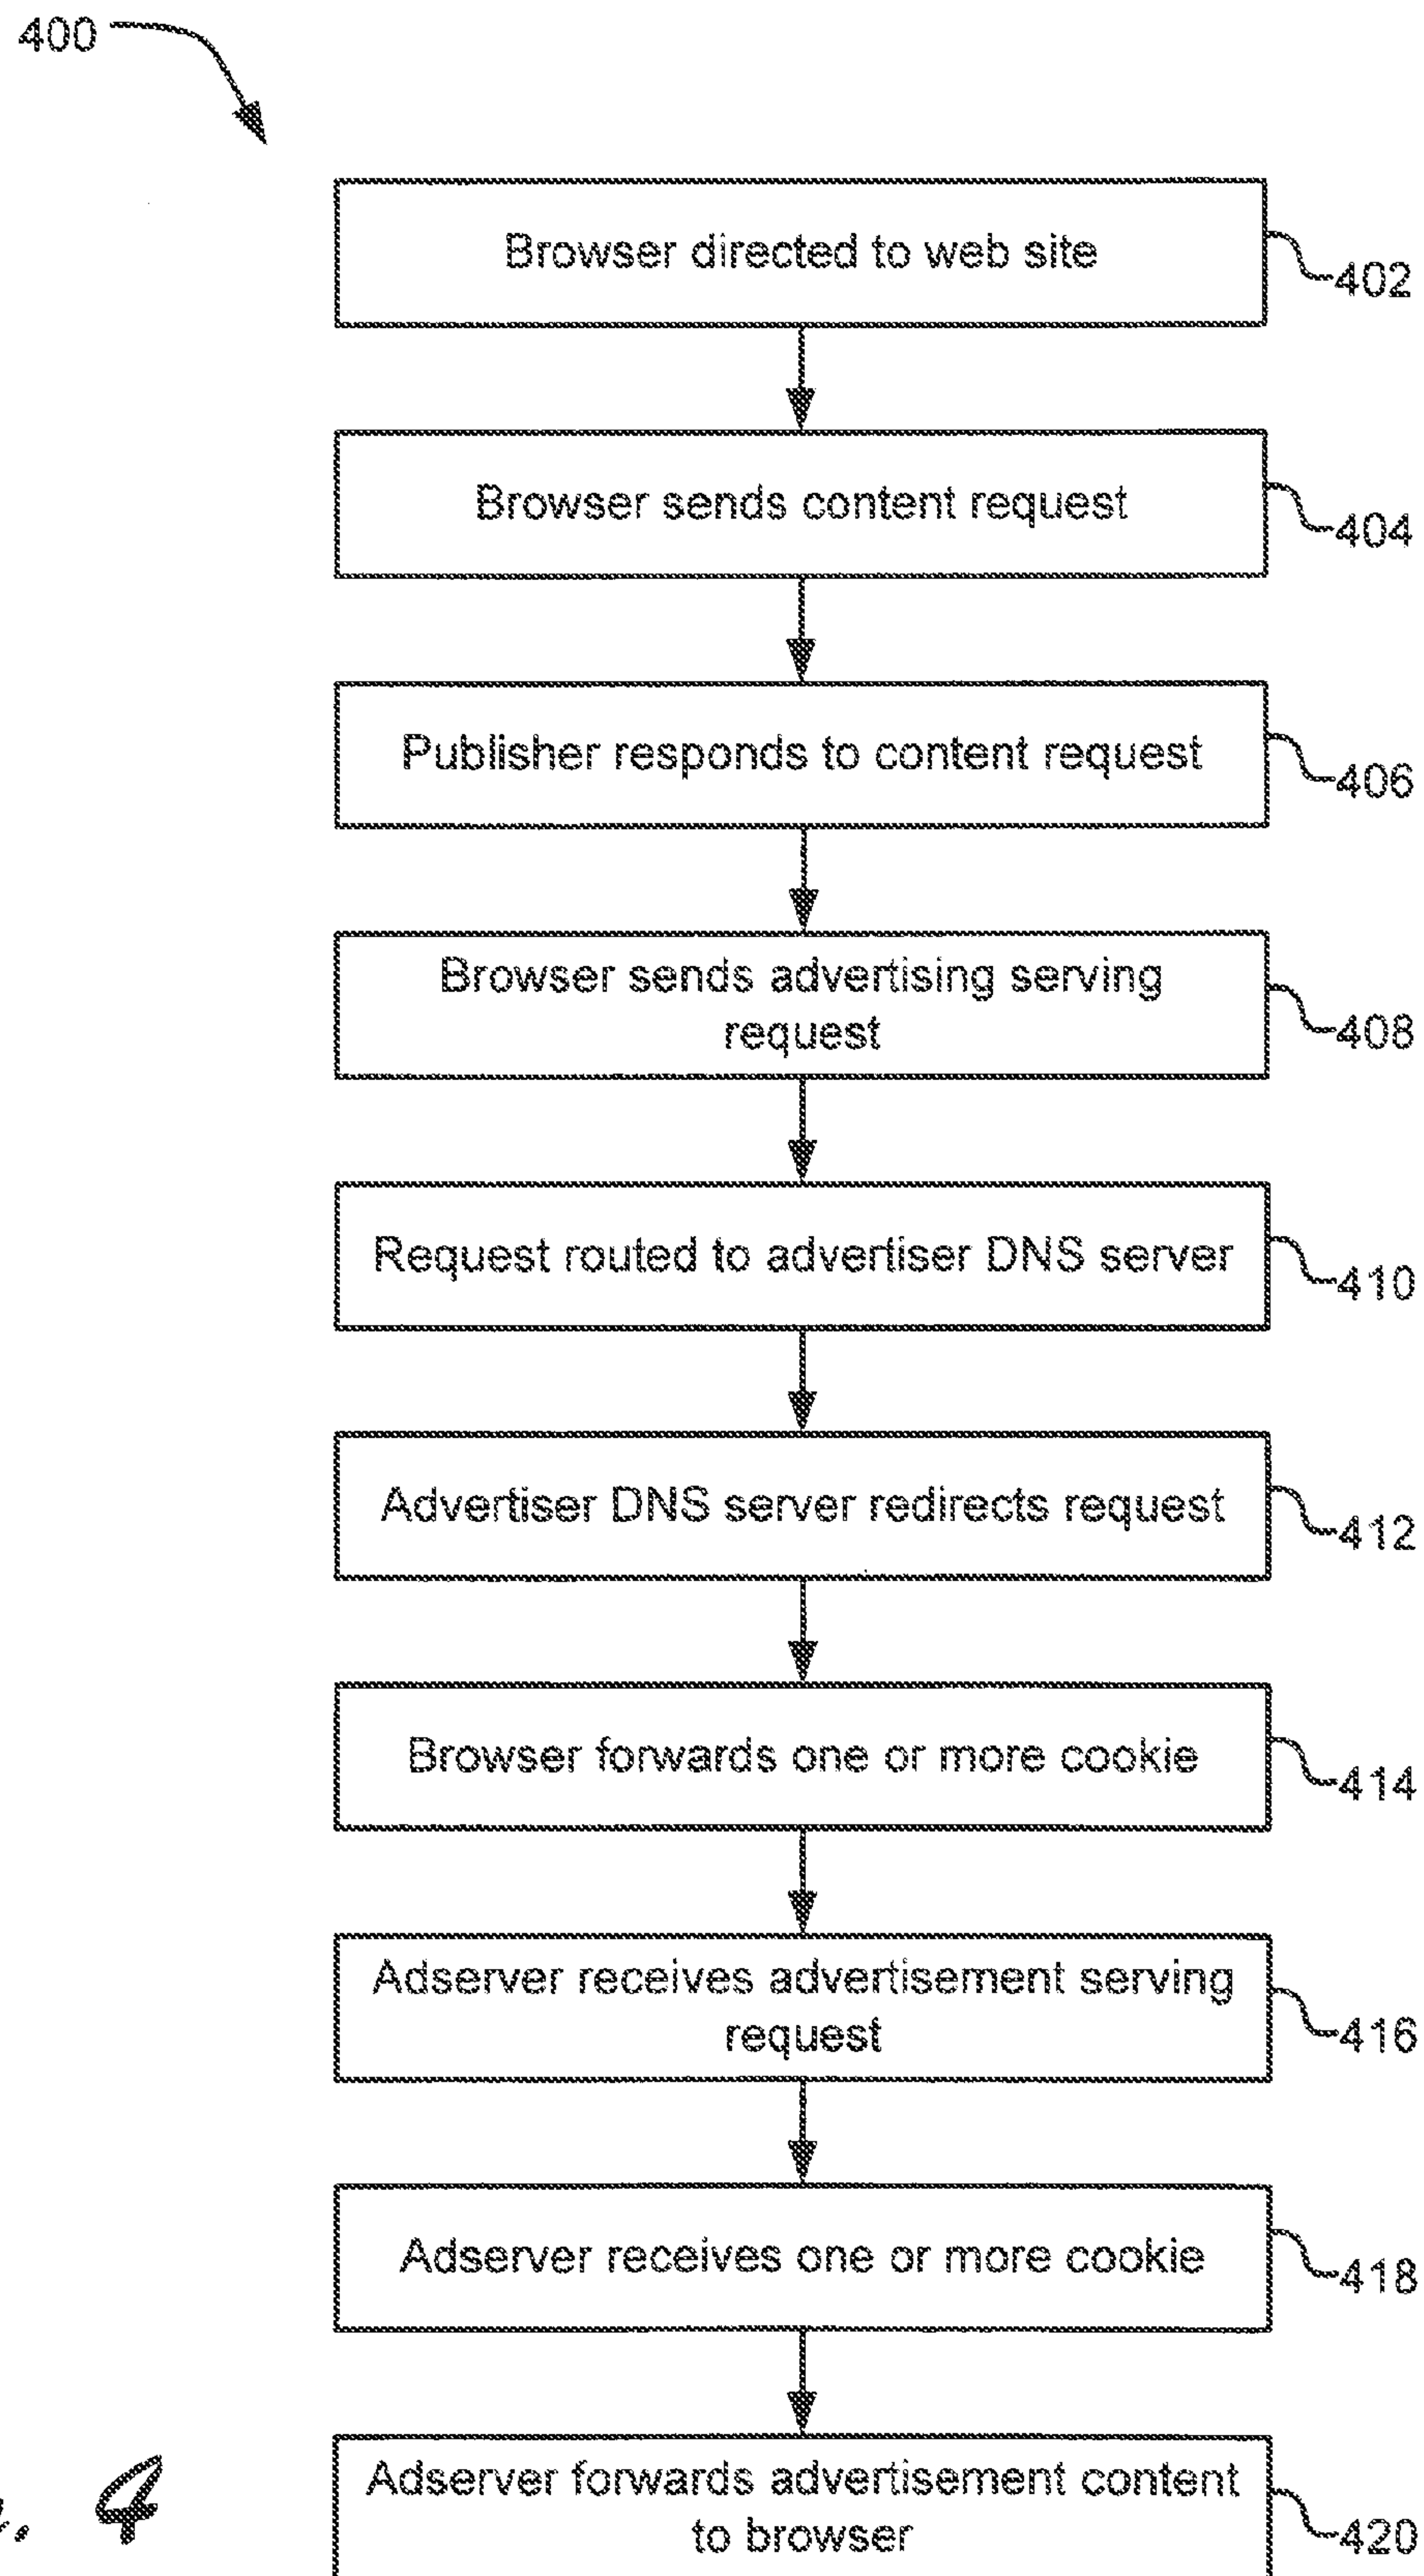 400
Browser directed to web site
402
Browser sends content request
404
Publisher responds to content request
406
Browser sends advertising serving
request
408
Request routed to advertiser DNS server
410
Advertiser DNS server redirects request
412
Browser forwards one or more cookie
414
Adserver receives advertisement serving
request
416
Adserver receives one or more cookie
418
Adserver forwards advertisement content
to browser
420
4